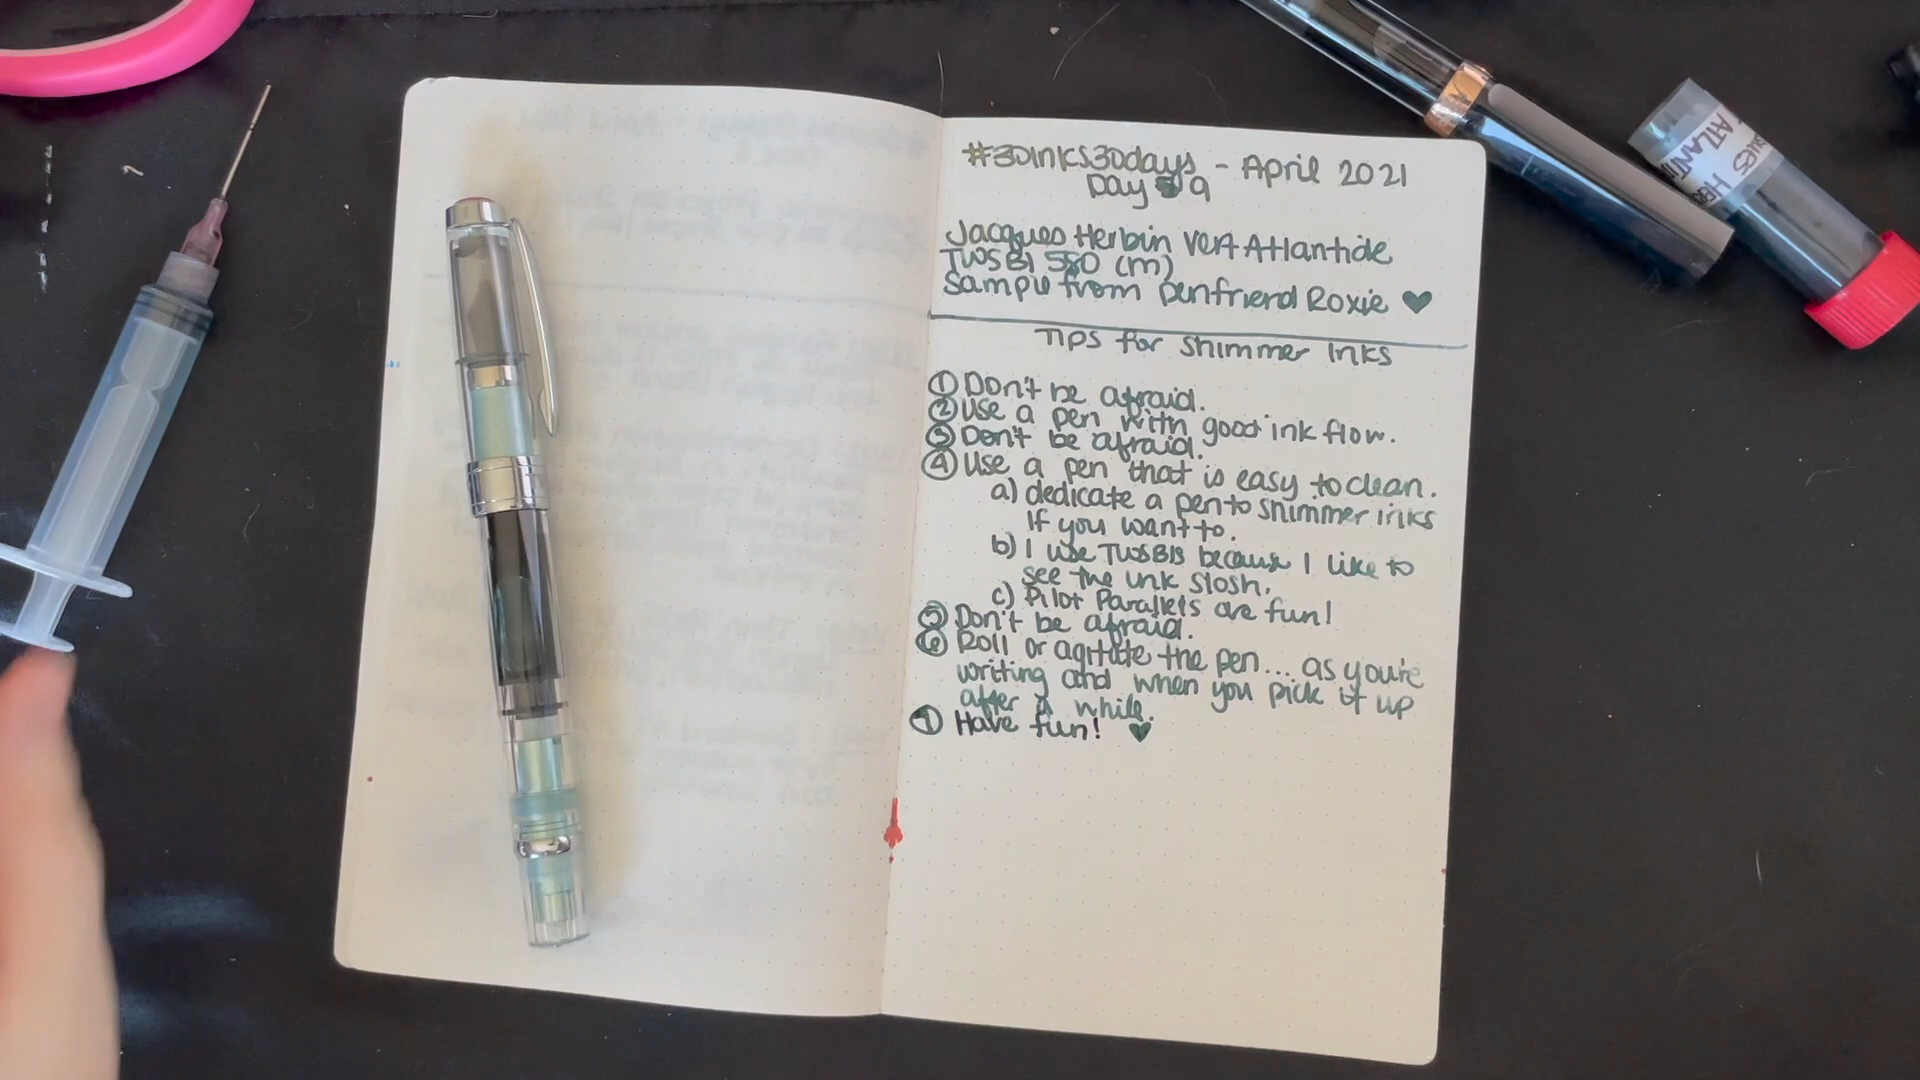 #30inks30days - April 2021
Day 9
Jacques Herbin Vert Atlantide
TWSBI 580 (m)
Sample from penfriend Roxie ♥
Tips for shimmer inks
① Don't be afraid.
② Use a pen with good ink flow.
③ Don't be afraid.
④ Use a pen that is easy to clean.
a) dedicate a pen to shimmer inks
if you want to.
b) I use TWSBIs because I like to
see the ink slosh.
c) Pilot Parallels are fun!
⑤ Don't be afraid.
⑥ Roll or agitate the pen... as you're
writing and when you pick it up
after a while.
⑦ Have fun! ♥